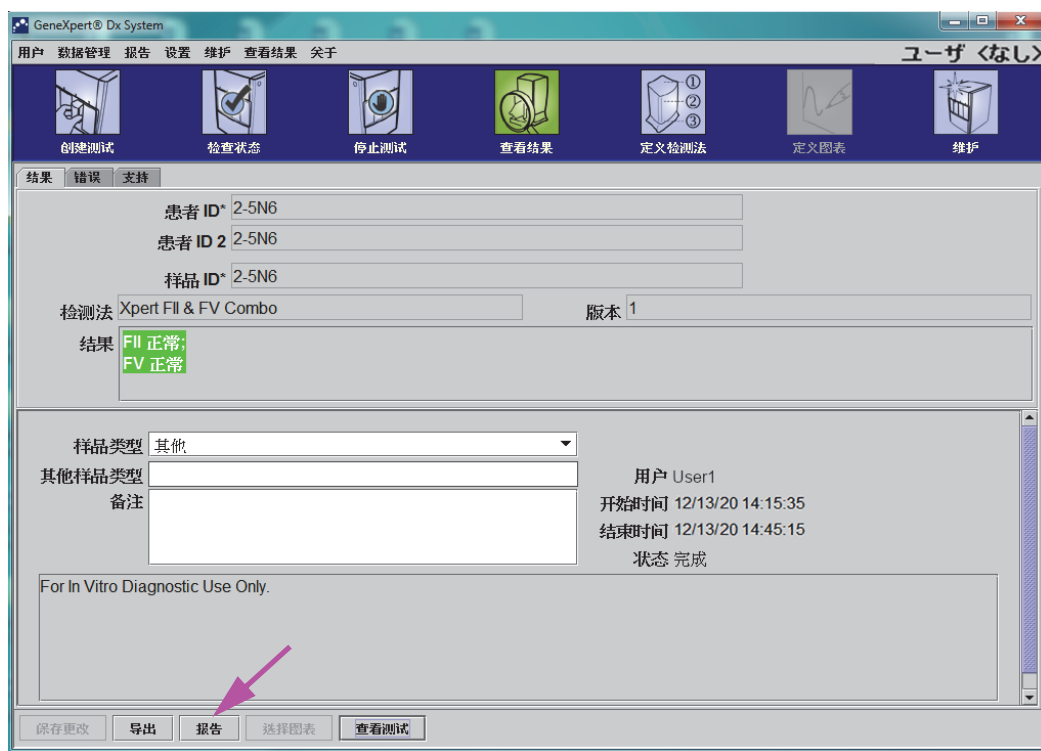 GeneXpert® Dx System
用户 数据管理 报告 设置 维护 查看结果 关于
ユーザ〈なし〉
创建测试 检查状态 停止测试 查看结果 定义检测法 定义图表 维护
① 
② 
③
结果 错误 支持
患者 ID* 2-5N6
患者 ID 2 2-5N6
样品 ID* 2-5N6
检测法 Xpert FII & FV Combo 版本 1
结果 FII 正常;
FV 正常
样品类型 其他
其他样品类型
备注
用户 User1
开始时间 12/13/20 14:15:35
结束时间 12/13/20 14:45:15
状态 完成
For In Vitro Diagnostic Use Only.
保存更改 导出 报告 选择图表 查看测试